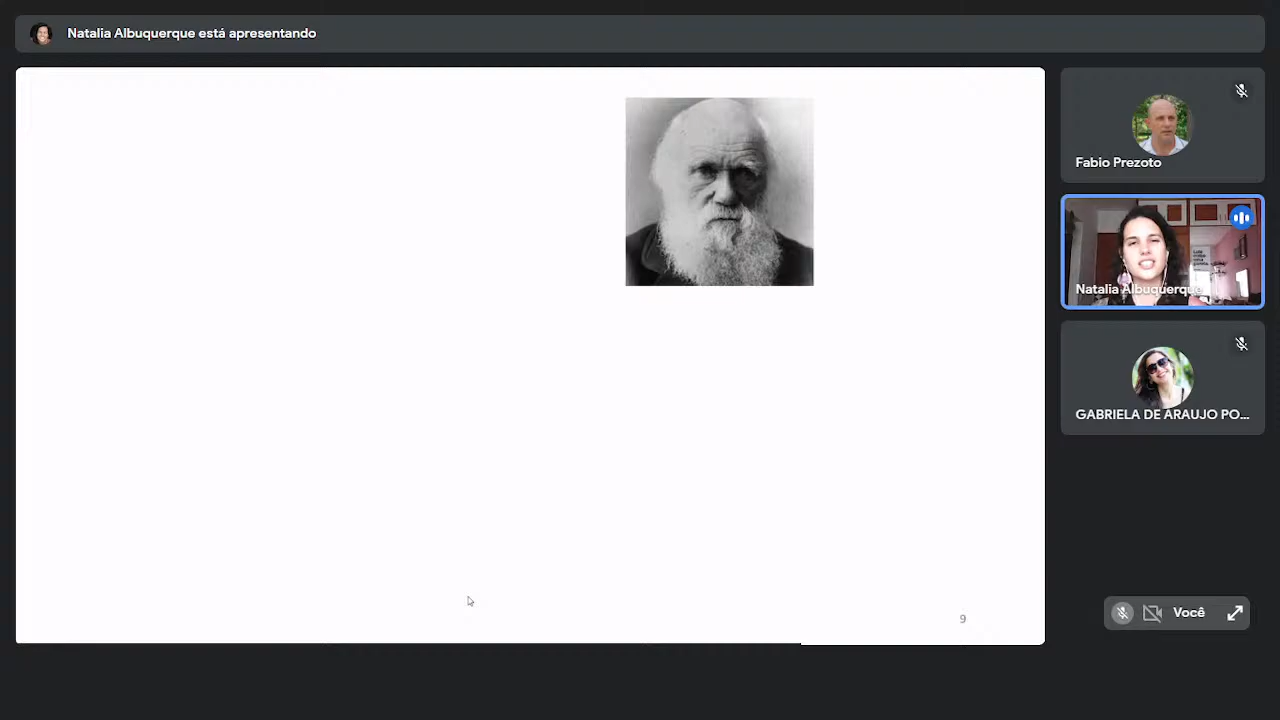 Natalia Albuquerque está apresentando
Fabio Prezoto
Natalia Albuquerque
GABRIELA DE ARAUJO PO...
9
Você